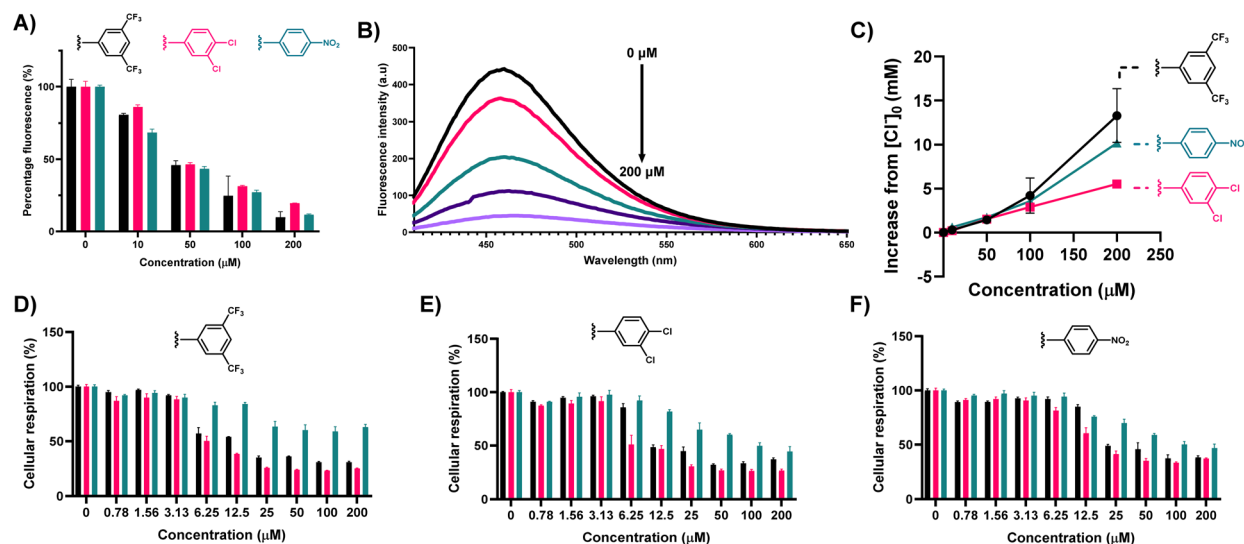 A)
CF₃
CF₃
Cl
Cl
NO₂
Percentage fluorescence (%)
150
100
50
0
0 10 50 100 200
Concentration (μM)
B)
Fluorescence intensity (a.u)
500
400
300
200
100
0
0 μM
200 μM
450 500 550 600 650
Wavelength (nm)
C)
Increase from [Cl⁻]₀ (mM)
20
15
10
5
0
-5
50 100 150 200 250
Concentration (μM)
CF₃
CF₃
NO
Cl
Cl
D)
CF₃
CF₃
Cellular respiration (%)
150
100
50
0
0 0.78 1.56 3.13 6.25 12.5 25 50 100 200
Concentration (μM)
E)
Cl
Cl
Cellular respiration (%)
150
100
50
0
0 0.78 1.56 3.13 6.25 12.5 25 50 100 200
Concentration (μM)
F)
NO₂
Cellular respiration (%)
150
100
50
0
0 0.78 1.56 3.13 6.25 12.5 25 50 100 200
Concentration (μM)